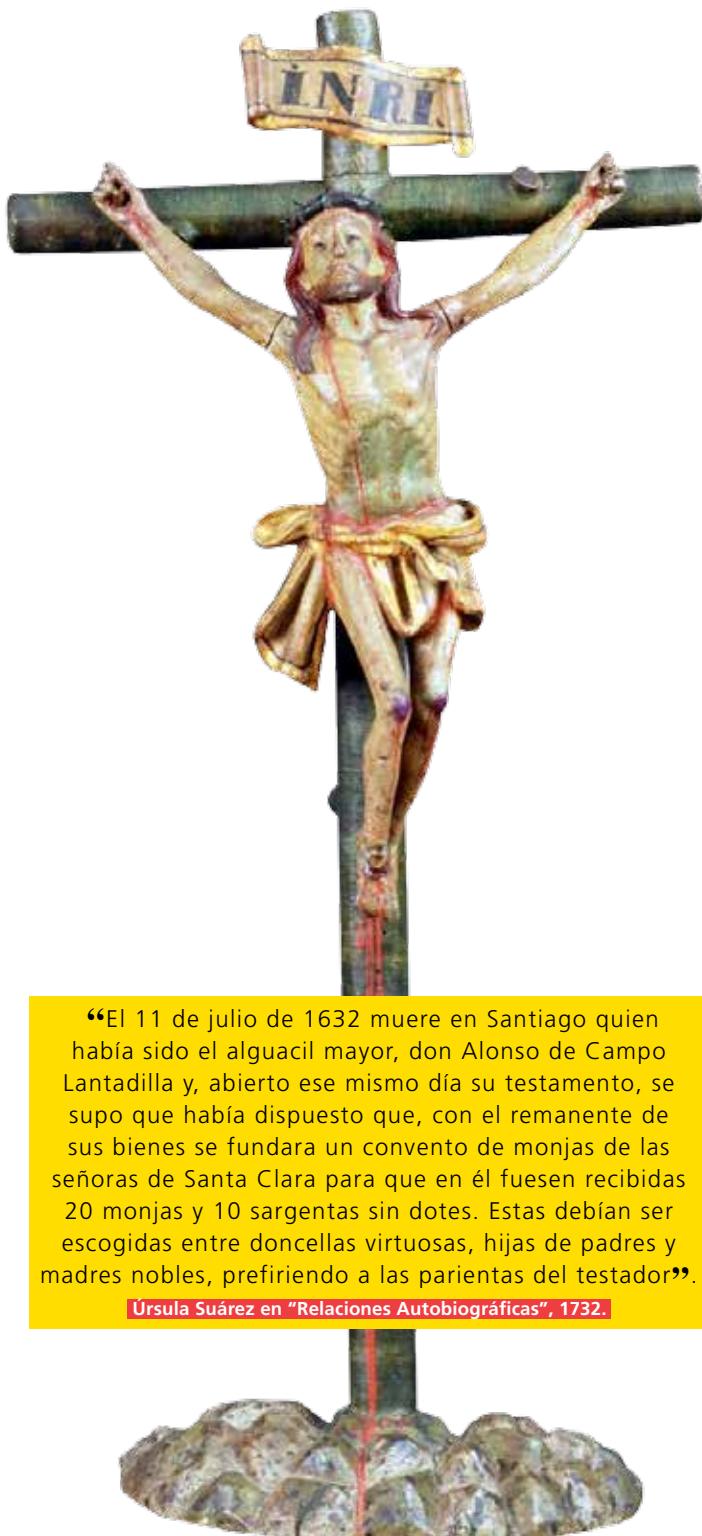 I.N R.I.
“El 11 de julio de 1632 muere en Santiago quien
había sido el alguacil mayor, don Alonso de Campo
Lantadilla y, abierto ese mismo día su testamento, se
supo que había dispuesto que, con el remanente de
sus bienes se fundara un convento de monjas de las
señoras de Santa Clara para que en él fuesen recibidas
20 monjas y 10 sargentas sin dotes. Estas debían ser
escogidas entre doncellas virtuosas, hijas de padres y
madres nobles, prefiriendo a las parientas del testador”.
Úrsula Suárez en “Relaciones Autobiográficas”, 1732.